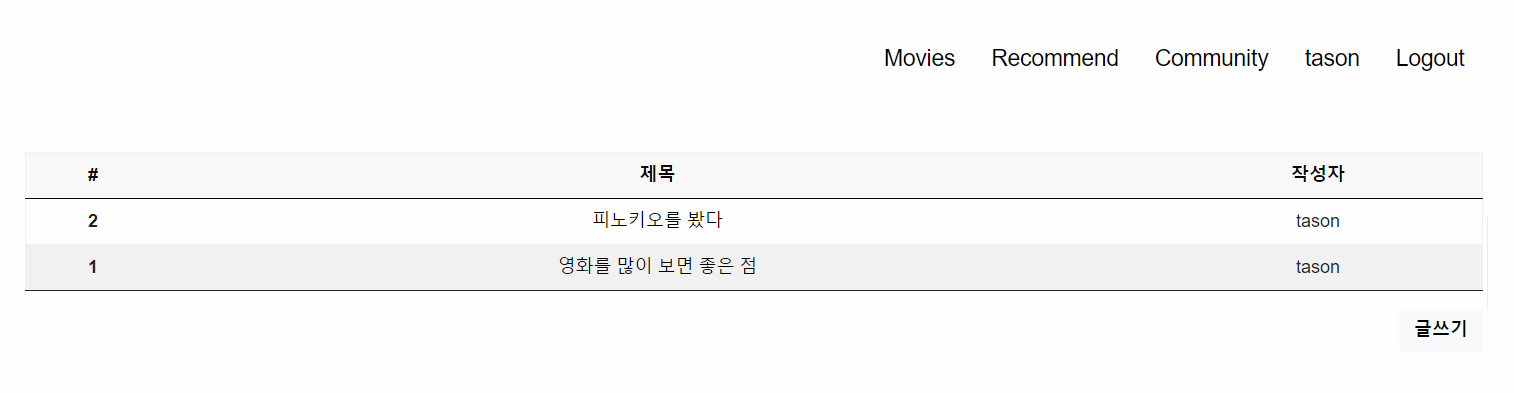 Movies Recommend Community tason Logout
# 제목 작성자
2 피노키오를 봤다 tason
1 영화를 많이 보면 좋은 점 tason
글쓰기